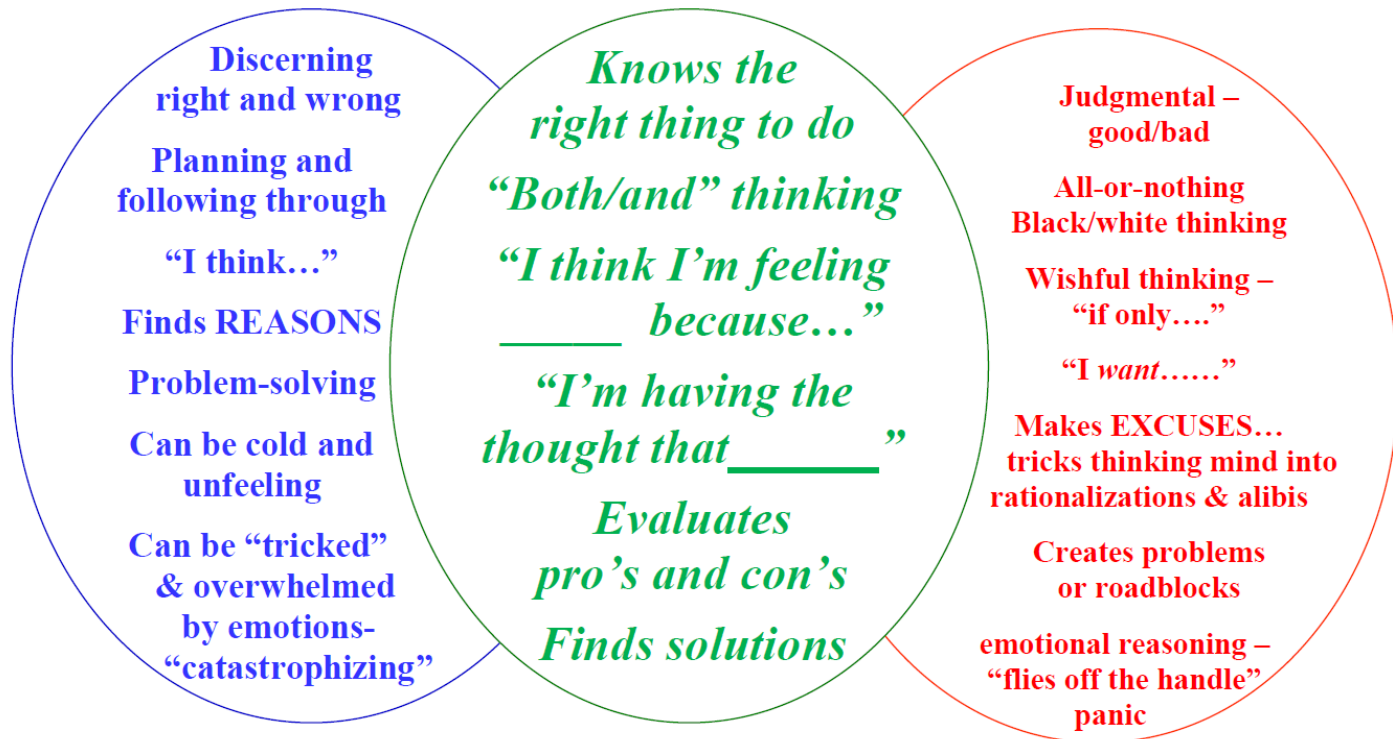 Discerning
right and wrong
Planning and
following through
“I think…”
Finds REASONS
Problem-solving
Can be cold and
unfeeling
Can be “tricked”
& overwhelmed
by emotions-
“catastrophizing”
Knows the
right thing to do
“Both/and” thinking
“I think I’m feeling
_____ because…”
“I’m having the
thought that______”
Evaluates
pro’s and con’s
Finds solutions
Judgmental –
good/bad
All-or-nothing
Black/white thinking
Wishful thinking –
“if only….”
“I want……”
Makes EXCUSES…
tricks thinking mind into
rationalizations & alibis
Creates problems
or roadblocks
emotional reasoning –
“flies off the handle”
panic